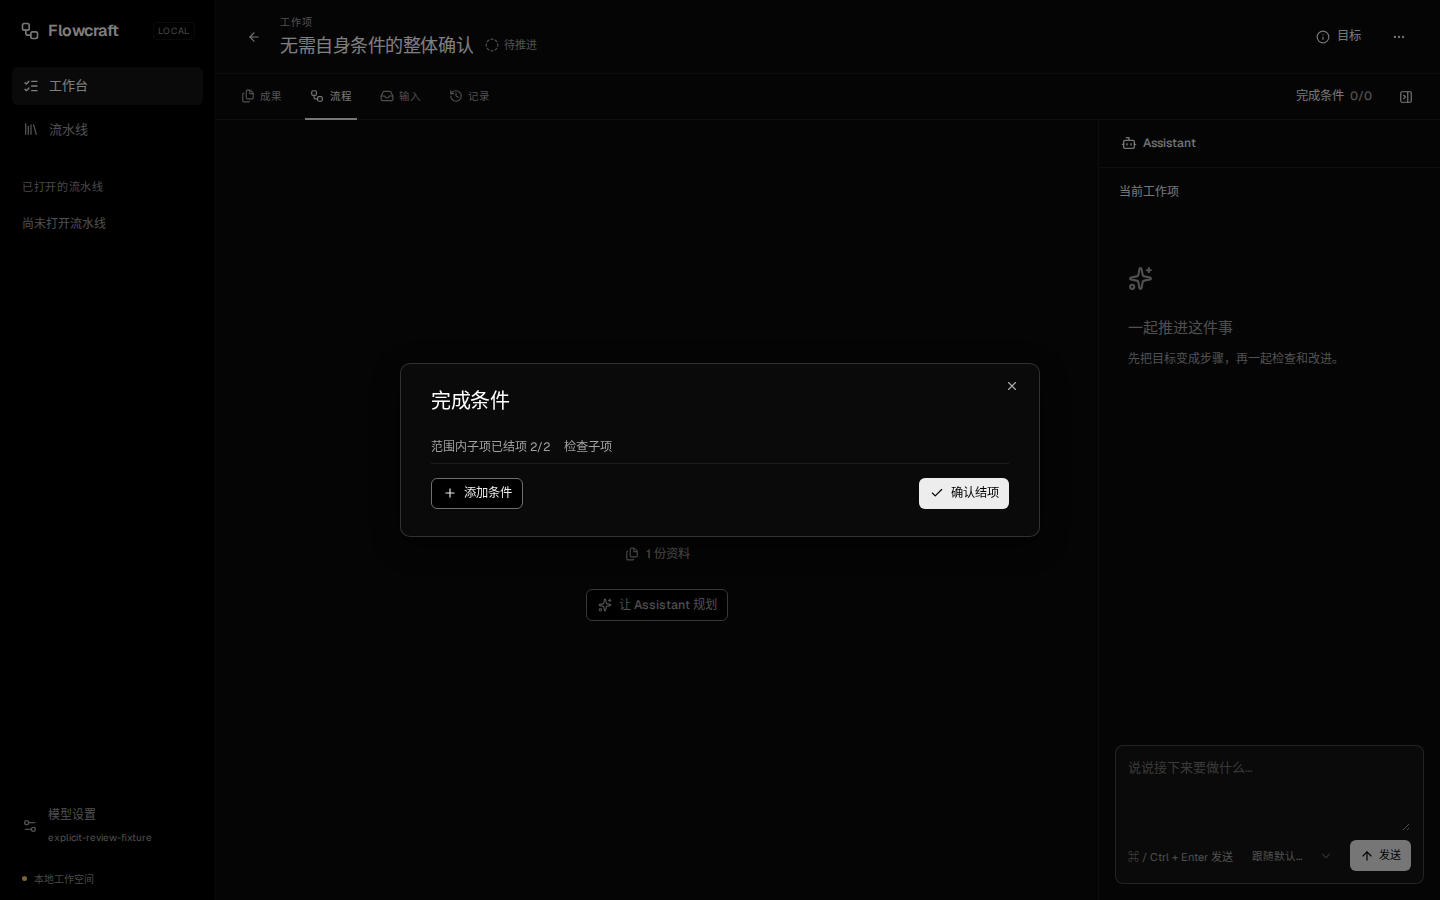 Flowcraft
LOCAL
工作台
流水线
已打开的流水线
尚未打开流水线
模型设置
explicit-review-fixture
本地工作空间
工作项
无需自身条件的整体确认
待推进
目标
成果
流程
输入
记录
完成条件 0/0
完成条件
范围内子项已结项 2/2 检查子项
添加条件
确认结项
1 份资料
让 Assistant 规划
Assistant
当前工作项
一起推进这件事
先把目标变成步骤，再一起检查和改进。
说说接下来要做什么…
⌘ / Ctrl + Enter 发送
跟随默认…
发送